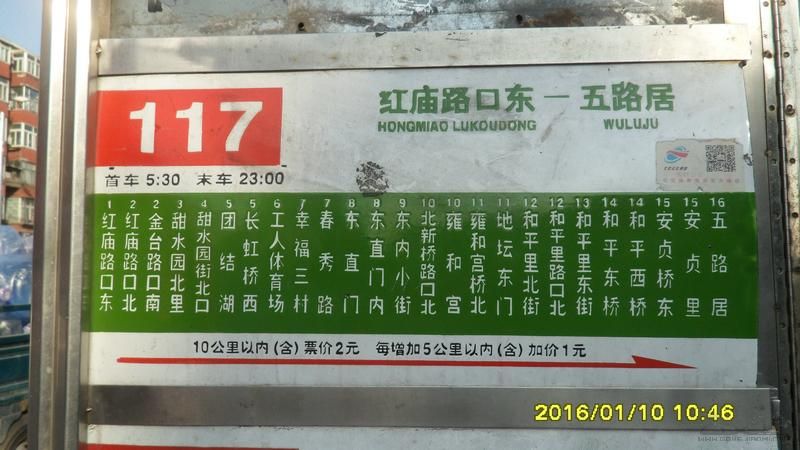 117
红庙路口东 — 五路居
HONGMIAO LUKOUDONG WULUJU
首车 5:30 末车 23:00
1 红庙路口东
2 红庙路口北
2 金台路口南
3 甜水园北里
4 甜水园街北口
5 团结湖
5 长虹桥西
6 工人体育场
7 幸福三村
7 春秀路
8 东直门
8 东直门内
9 东内小街
10 北新桥路口北
10 雍和宫
11 雍和宫桥北
11 地坛东门
12 和平里北街
12 和平里路口北
13 和平里东街
14 和平东桥
14 和平西桥
15 安贞桥东
15 安贞里
16 五路居
10公里以内(含)票价2元 每增加5公里以内(含)加价1元
2016/01/10 10:46